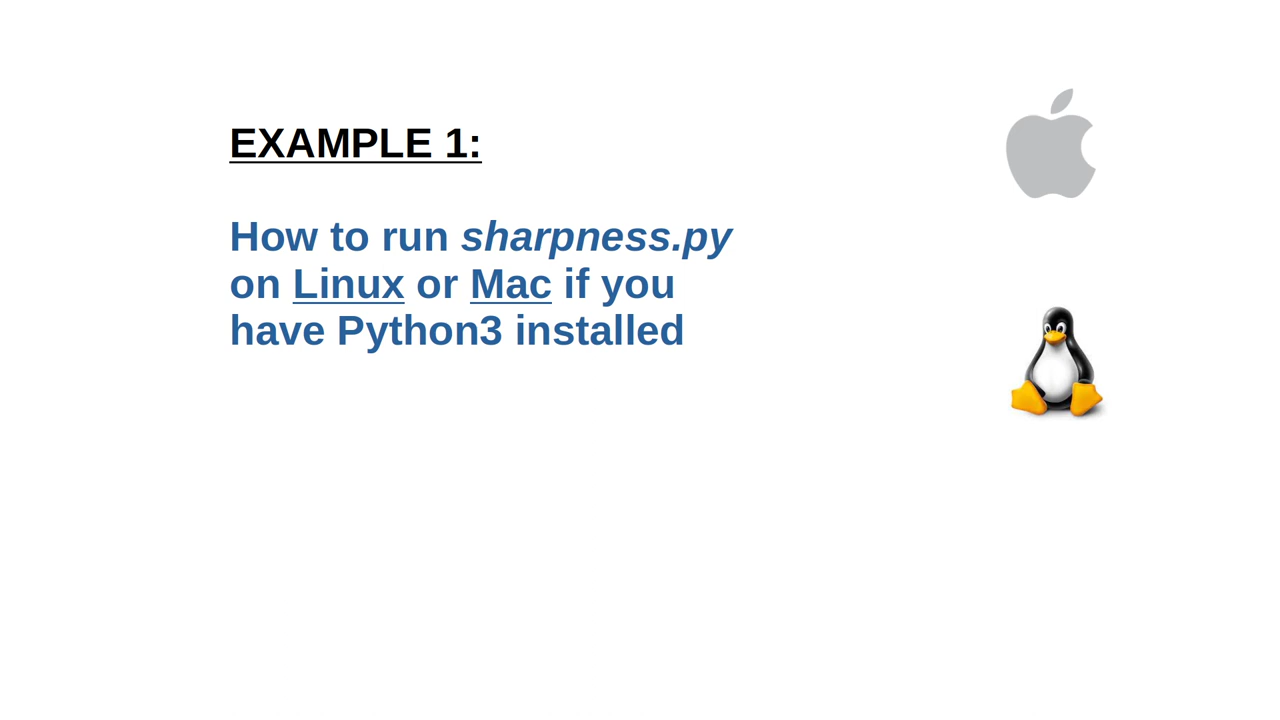 EXAMPLE 1:
How to run sharpness.py
on Linux or Mac if you
have Python3 installed